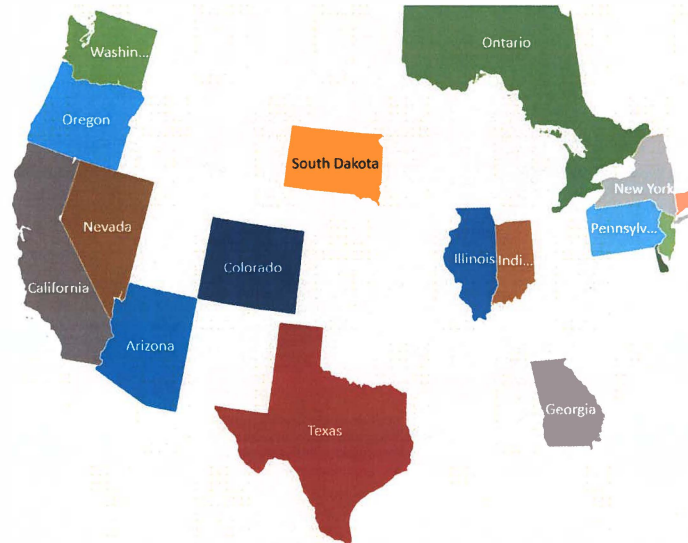 Washin ...
Ontario
Oregon
South Dakota
New York
Nevada
Pennsylv ...
Colorado
Illinois
Indi ...
California
Arizona
Georgia
Texas